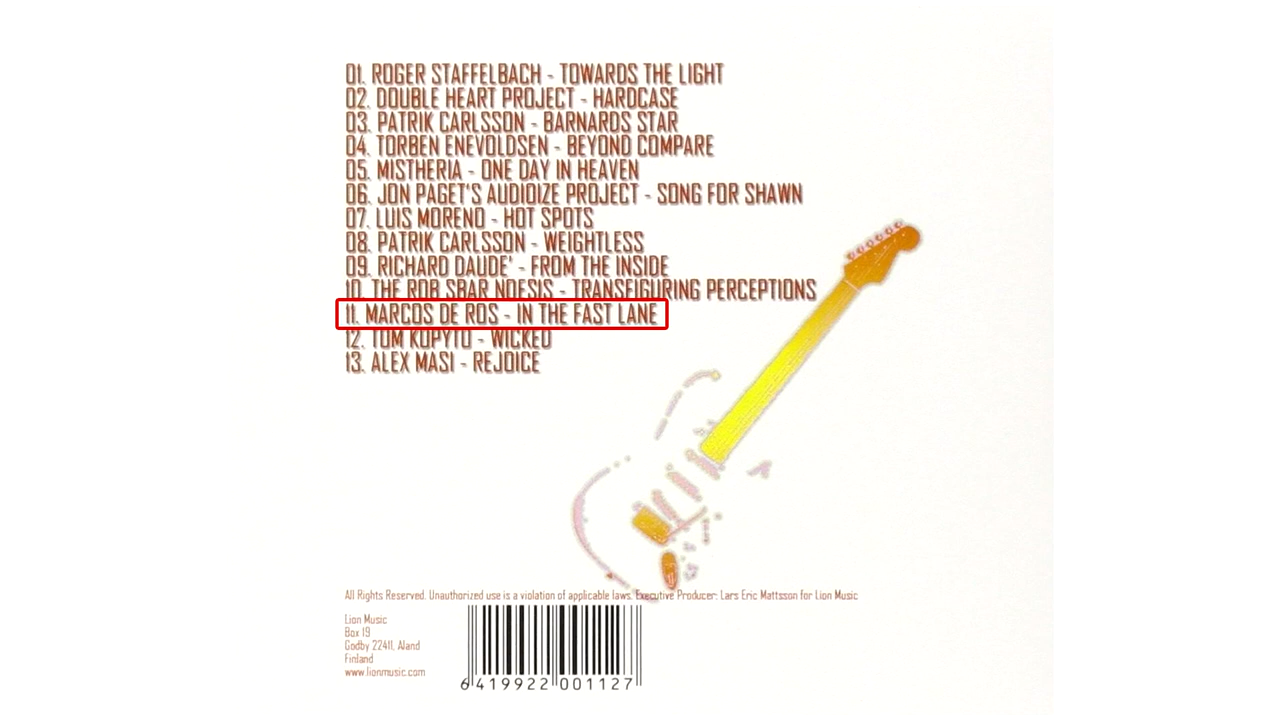 01. ROGER STAFFELBACH - TOWARDS THE LIGHT
02. DOUBLE HEART PROJECT - HARDCASE
03. PATRIK CARLSSON - BARNARDS STAR
04. TORBEN ENEVOLDSEN - BEYOND COMPARE
05. MISTHERIA - ONE DAY IN HEAVEN
06. JON PAGET'S AUDIOIZE PROJECT - SONG FOR SHAWN
07. LUIS MORENO - HOT SPOTS
08. PATRIK CARLSSON - WEIGHTLESS
09. RICHARD DAUDE' - FROM THE INSIDE
10. THE ROB SBAR NOESIS - TRANSFIGURING PERCEPTIONS
11. MARCOS DE ROS - IN THE FAST LANE
12. TOM KOPYTO - WICKED
13. ALEX MASI - REJOICE
All Rights Reserved. Unauthorized use is a violation of applicable laws. Executive Producer: Lars Eric Mattsson for Lion Music
Lion Music
Box 19
Godby 22411, Aland
Finland
www.lionmusic.com
6 419922 001127